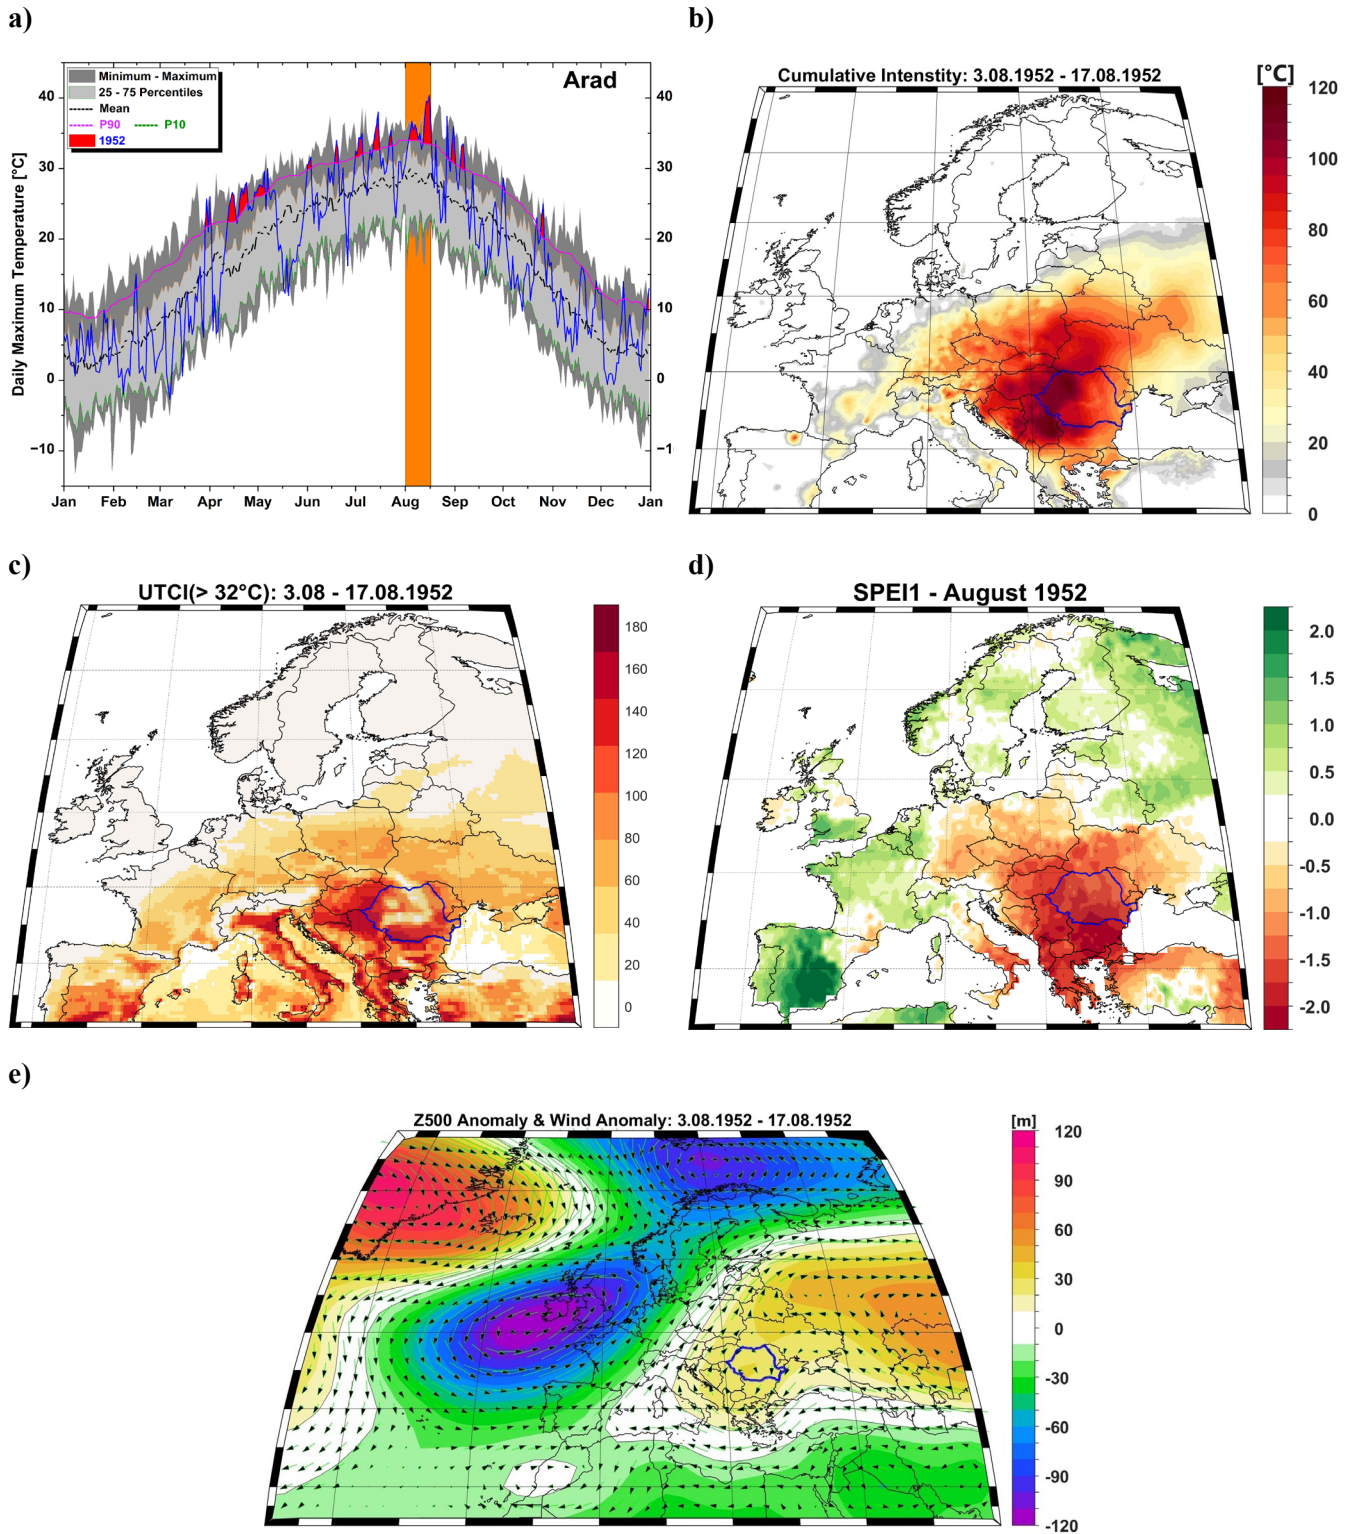 a)
Arad
Minimum - Maximum
25 - 75 Percentiles
Mean
P90 P10
1952
Daily Maximum Temperature [°C]
40
30
20
10
0
−10
0
−1
Jan Feb Mar Apr May Jun Jul Aug Sep Oct Nov Dec Jan
b)
Cumulative Intenstity: 3.08.1952 - 17.08.1952
[°C]
120
100
80
60
40
20
0
c)
UTCI(> 32°C): 3.08 - 17.08.1952
180
160
140
120
100
80
60
40
20
0
d)
SPEI1 - August 1952
2.0
1.5
1.0
0.5
0.0
-0.5
-1.0
-1.5
-2.0
e)
Z500 Anomaly & Wind Anomaly: 3.08.1952 - 17.08.1952
[m]
120
90
60
30
0
-30
-60
-90
-120